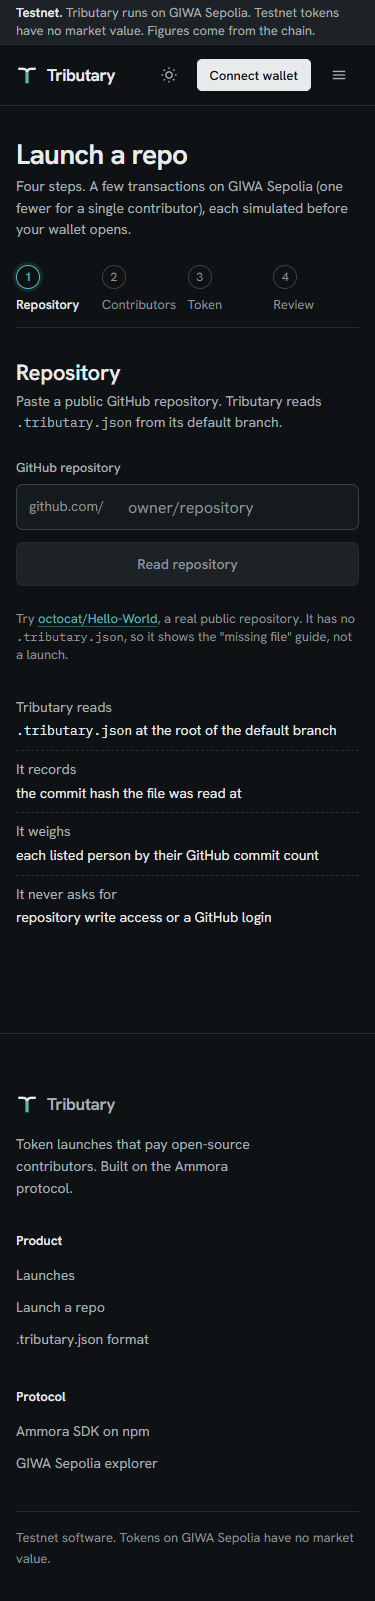 Testnet. Tributary runs on GIWA Sepolia. Testnet tokens
have no market value. Figures come from the chain.
Tributary
Connect wallet
Launch a repo
Four steps. A few transactions on GIWA Sepolia (one
fewer for a single contributor), each simulated before
your wallet opens.
1
2
3
4
Repository
Contributors
Token
Review
Repository
Paste a public GitHub repository. Tributary reads
.tributary.json from its default branch.
GitHub repository
github.com/ owner/repository
Read repository
Try octocat/Hello-World, a real public repository. It has no
.tributary.json, so it shows the "missing file" guide, not
a launch.
Tributary reads
.tributary.json at the root of the default branch
It records
the commit hash the file was read at
It weighs
each listed person by their GitHub commit count
It never asks for
repository write access or a GitHub login
Tributary
Token launches that pay open-source
contributors. Built on the Ammora
protocol.
Product
Launches
Launch a repo
.tributary.json format
Protocol
Ammora SDK on npm
GIWA Sepolia explorer
Testnet software. Tokens on GIWA Sepolia have no market
value.